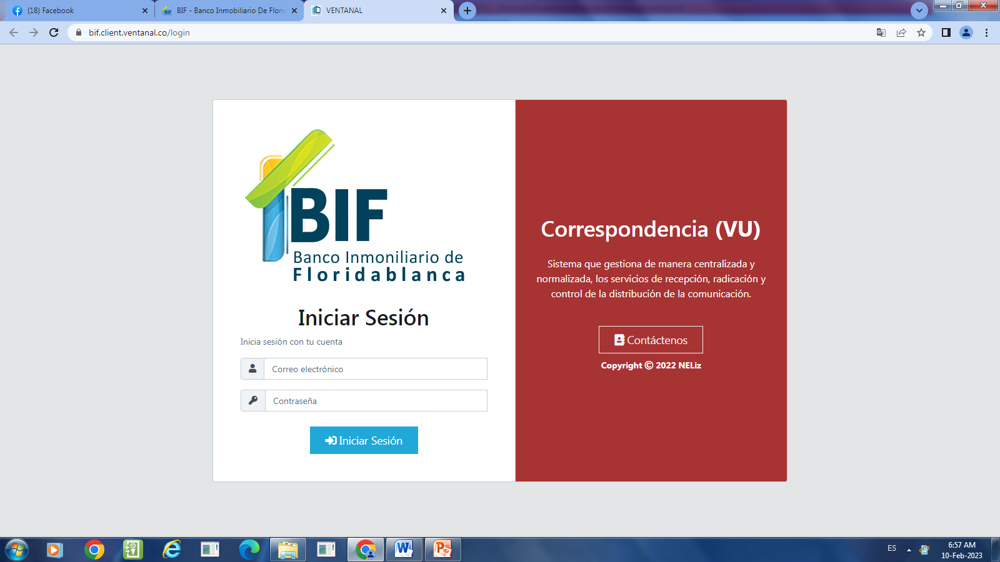 (18) Facebook
BIF - Banco Inmobiliario De Floric
VENTANAL
bif.client.ventanal.co/login
BIF
Banco Inmoniliario de
Floridablanca
Iniciar Sesión
Inicia sesión con tu cuenta
Correo electrónico
Contraseña
Iniciar Sesión
Correspondencia (VU)
Sistema que gestiona de manera centralizada y
normalizada, los servicios de recepción, radicación y
control de la distribución de la comunicación.
Contáctenos
Copyright © 2022 NELiz
ES
6:57 AM
10-Feb-2023